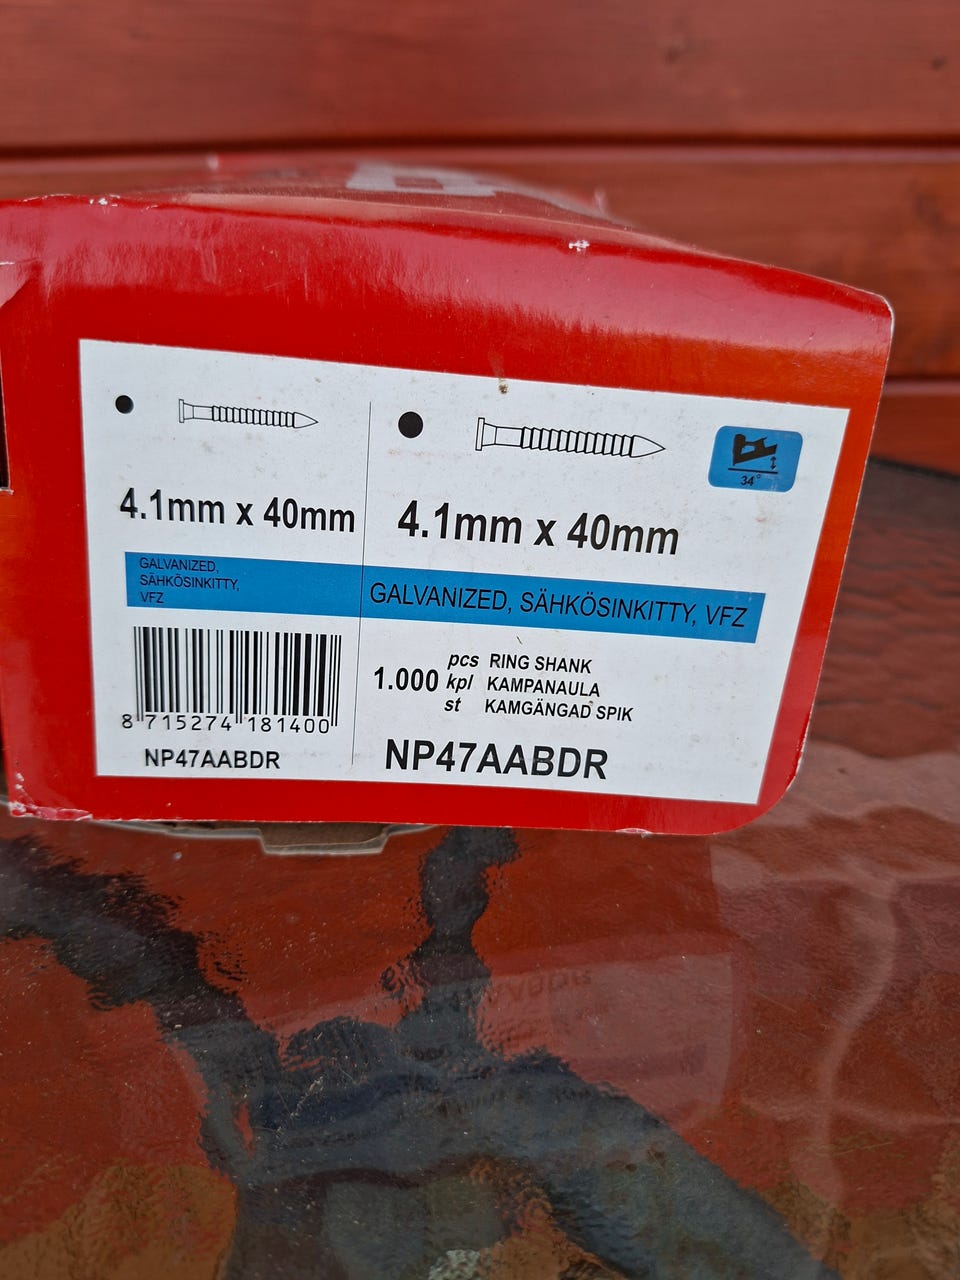 4.1mm x 40mm
GALVANIZED,
SÄHKÖSINKITTY,
VFZ
8 715274 181400
NP47AABDR
34°
4.1mm x 40mm
GALVANIZED, SÄHKÖSINKITTY, VFZ
1.000
pcs RING SHANK
kpl KAMPANAULA
st KAMGÄNGAD SPIK
NP47AABDR